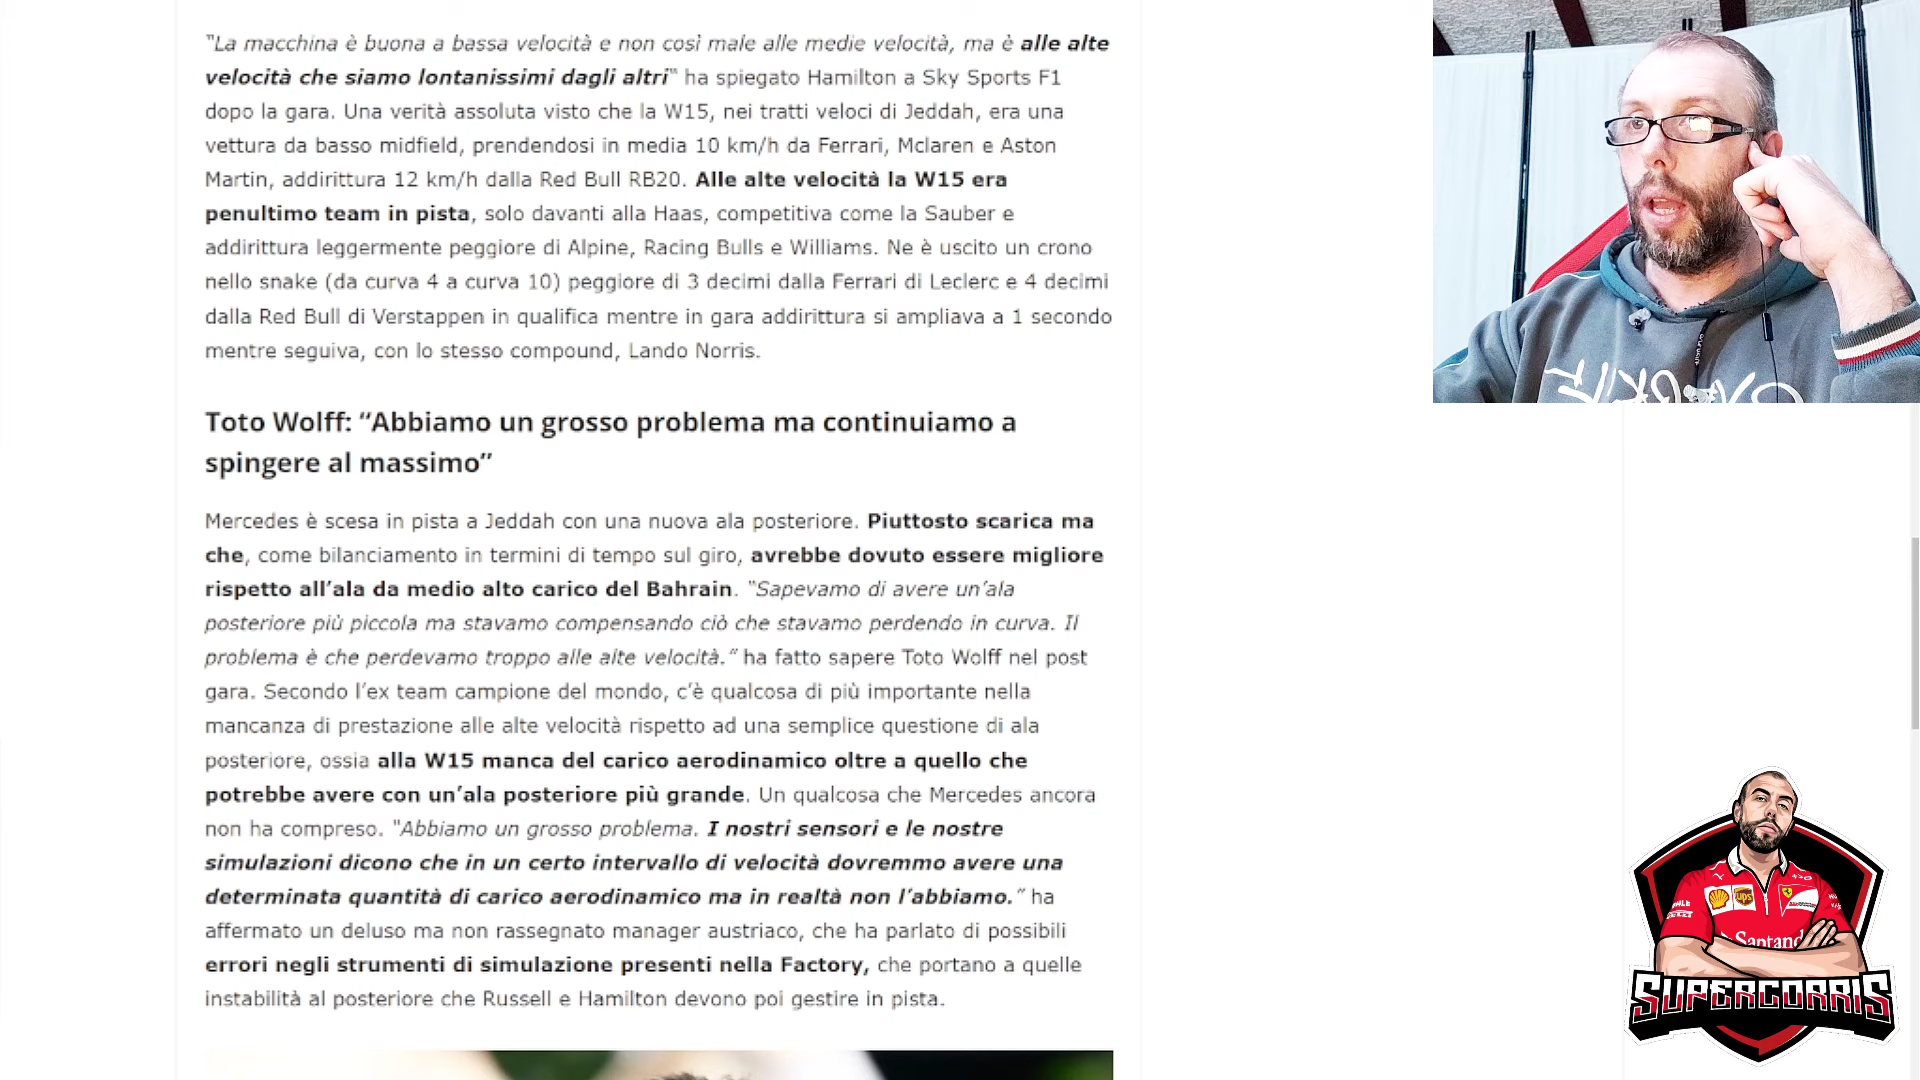 “La macchina è buona a bassa velocità e non così male alle medie velocità, ma è alle alte
velocità che siamo lontanissimi dagli altri“ ha spiegato Hamilton a Sky Sports F1
dopo la gara. Una verità assoluta visto che la W15, nei tratti veloci di Jeddah, era una
vettura da basso midfield, prendendosi in media 10 km/h da Ferrari, Mclaren e Aston
Martin, addirittura 12 km/h dalla Red Bull RB20. Alle alte velocità la W15 era
penultimo team in pista, solo davanti alla Haas, competitiva come la Sauber e
addirittura leggermente peggiore di Alpine, Racing Bulls e Williams. Ne è uscito un crono
nello snake (da curva 4 a curva 10) peggiore di 3 decimi dalla Ferrari di Leclerc e 4 decimi
dalla Red Bull di Verstappen in qualifica mentre in gara addirittura si ampliava a 1 secondo
mentre seguiva, con lo stesso compound, Lando Norris.
Toto Wolff: “Abbiamo un grosso problema ma continuiamo a
spingere al massimo”
Mercedes è scesa in pista a Jeddah con una nuova ala posteriore. Piuttosto scarica ma
che, come bilanciamento in termini di tempo sul giro, avrebbe dovuto essere migliore
rispetto all’ala da medio alto carico del Bahrain. “Sapevamo di avere un’ala
posteriore più piccola ma stavamo compensando ciò che stavamo perdendo in curva. Il
problema è che perdevamo troppo alle alte velocità.” ha fatto sapere Toto Wolff nel post
gara. Secondo l’ex team campione del mondo, c’è qualcosa di più importante nella
mancanza di prestazione alle alte velocità rispetto ad una semplice questione di ala
posteriore, ossia alla W15 manca del carico aerodinamico oltre a quello che
potrebbe avere con un’ala posteriore più grande. Un qualcosa che Mercedes ancora
non ha compreso. “Abbiamo un grosso problema. I nostri sensori e le nostre
simulazioni dicono che in un certo intervallo di velocità dovremmo avere una
determinata quantità di carico aerodinamico ma in realtà non l’abbiamo.” ha
affermato un deluso ma non rassegnato manager austriaco, che ha parlato di possibili
errori negli strumenti di simulazione presenti nella Factory, che portano a quelle
instabilità al posteriore che Russell e Hamilton devono poi gestire in pista.
ups
Santand
SUPERCORRIS